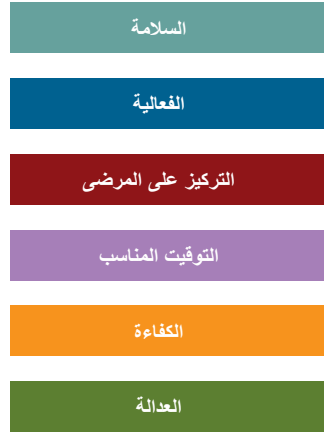 السلامة
الفعالية
التركيز على المرضى
التوقيت المناسب
الكفاءة
العدالة